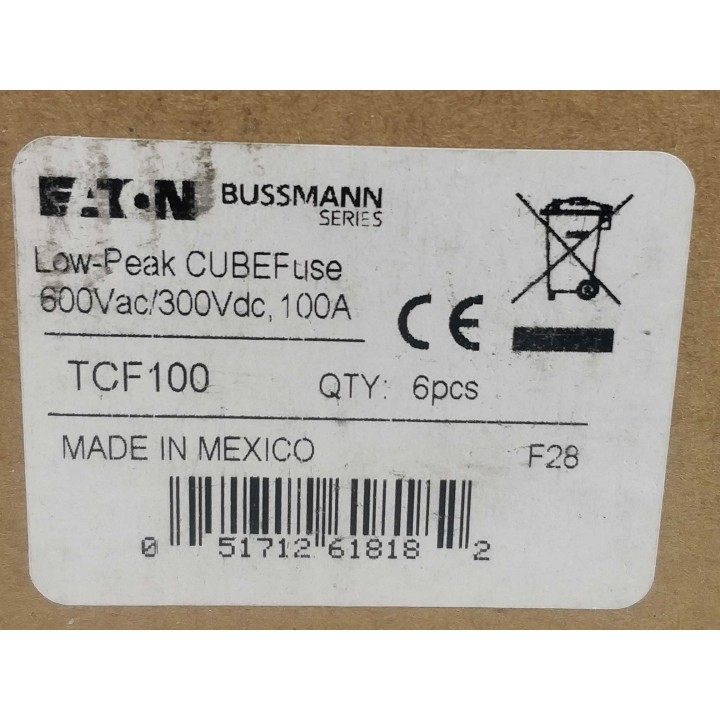 EATON BUSSMANN
SERIES
Low-Peak CUBEFuse
600Vac/300Vdc, 100A
CE
TCF100 QTY: 6pcs
MADE IN MEXICO F28
0 51712 61818 2